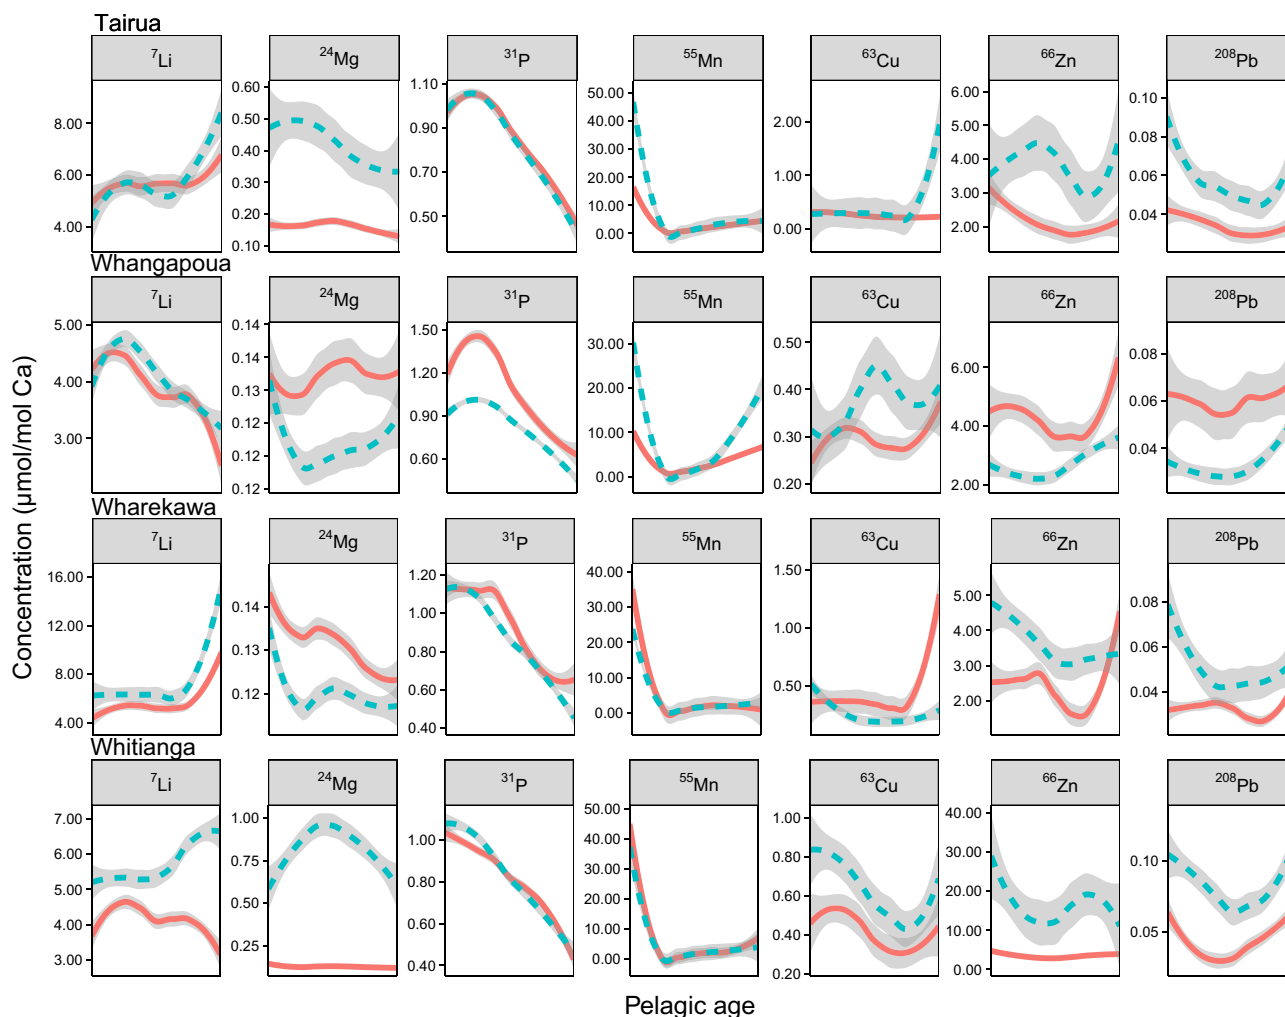 Tairua
⁷Li ²⁴Mg ³¹P ⁵⁵Mn ⁶³Cu ⁶⁶Zn ²⁰⁸Pb
8.00 6.00 4.00
0.60 0.50 0.40 0.30 0.20 0.10
1.10 0.90 0.70 0.50
50.00 40.00 30.00 20.00 10.00 0.00
2.00 1.00 0.00
6.00 5.00 4.00 3.00 2.00
0.10 0.08 0.06 0.04
Whangapoua
⁷Li ²⁴Mg ³¹P ⁵⁵Mn ⁶³Cu ⁶⁶Zn ²⁰⁸Pb
5.00 4.00 3.00
0.14 0.14 0.13 0.12 0.12 0.12
1.50 1.20 0.90 0.60
30.00 20.00 10.00 0.00
0.50 0.40 0.30 0.20
6.00 4.00 2.00
0.08 0.06 0.04
Wharekawa
⁷Li ²⁴Mg ³¹P ⁵⁵Mn ⁶³Cu ⁶⁶Zn ²⁰⁸Pb
16.00 12.00 8.00 4.00
0.14 0.13 0.12
1.20 1.00 0.80 0.60 0.40
40.00 30.00 20.00 10.00 0.00
1.50 1.00 0.50
5.00 4.00 3.00 2.00
0.08 0.06 0.04
Whitianga
⁷Li ²⁴Mg ³¹P ⁵⁵Mn ⁶³Cu ⁶⁶Zn ²⁰⁸Pb
7.00 6.00 5.00 4.00 3.00
1.00 0.75 0.50 0.25
1.00 0.80 0.60 0.40
50.00 40.00 30.00 20.00 10.00 0.00
1.00 0.80 0.60 0.40 0.20
40.00 30.00 20.00 10.00 0.00
0.10 0.05
Concentration (µmol/mol Ca)
Pelagic age